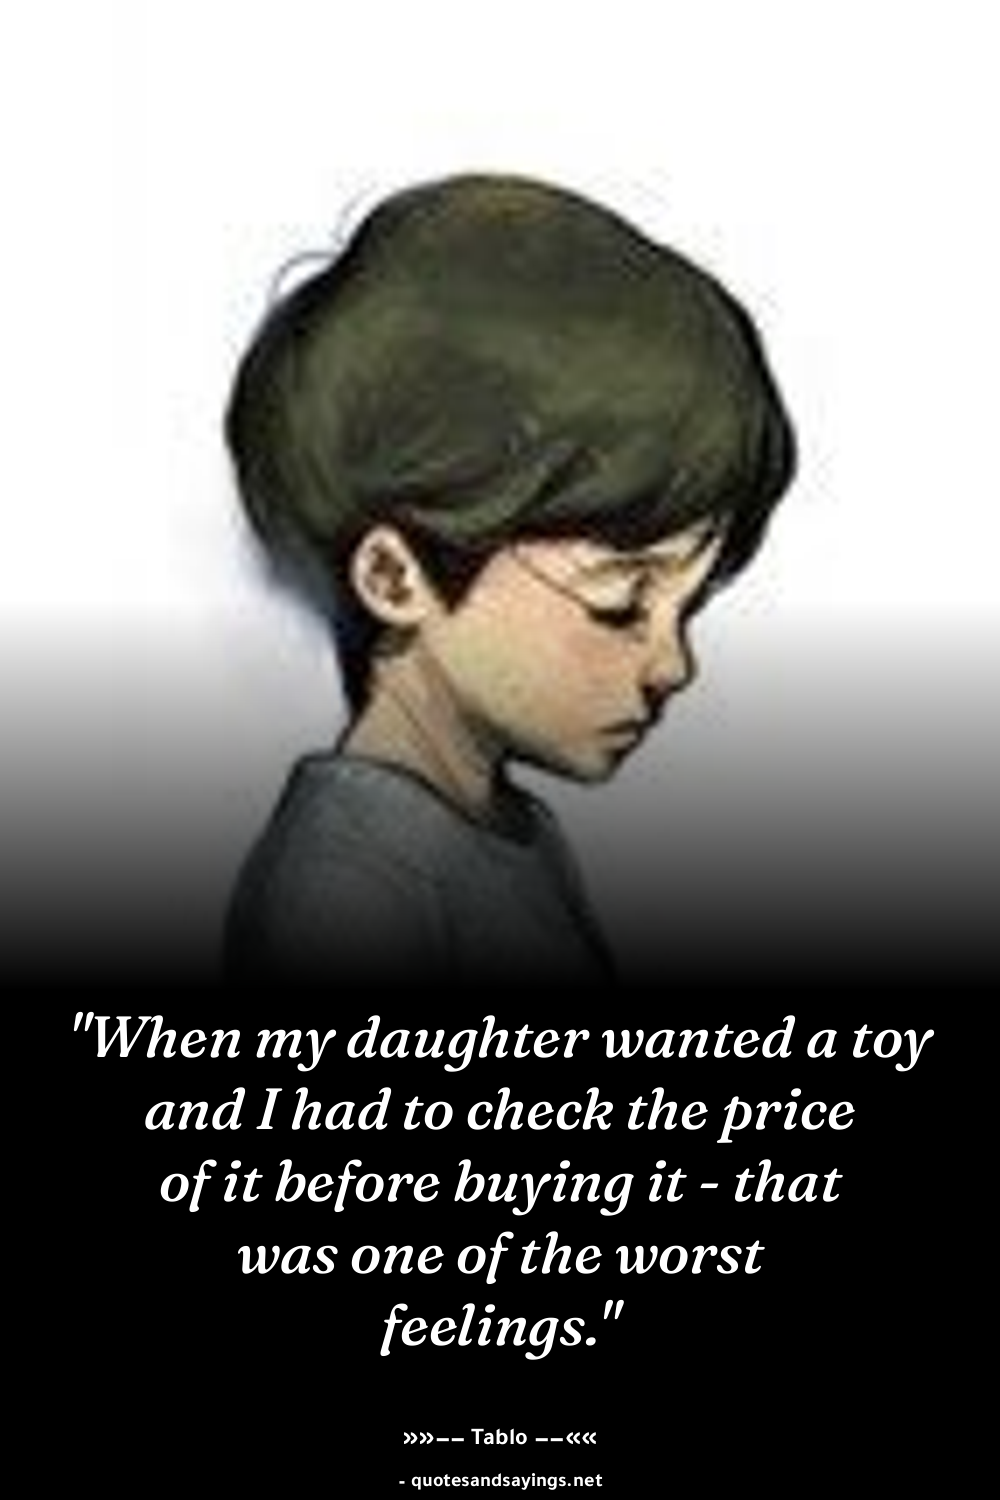 "When my daughter wanted a toy
and I had to check the price
of it before buying it - that
was one of the worst
feelings."
»»—— Tablo ——««
- quotesandsayings.net